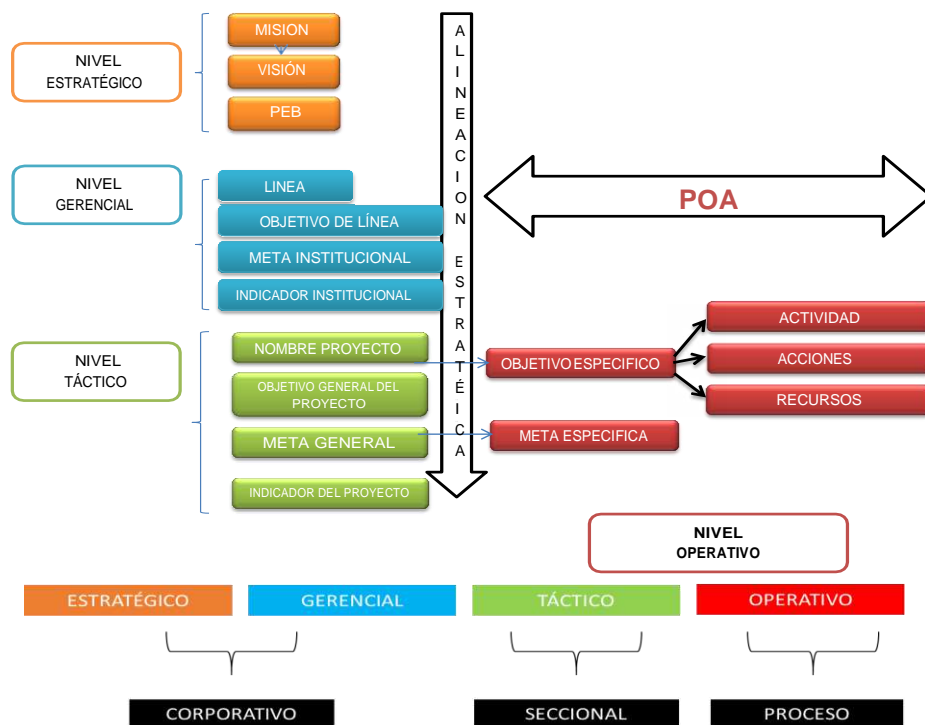 NIVEL
ESTRATÉGICO
MISION
VISIÓN
PEB
NIVEL
GERENCIAL
LINEA
OBJETIVO DE LÍNEA
META INSTITUCIONAL
INDICADOR INSTITUCIONAL
NIVEL
TÁCTICO
NOMBRE PROYECTO
OBJETIVO GENERAL DEL
PROYECTO
META GENERAL
INDICADOR DEL PROYECTO
A
L
I
N
E
A
C
I
O
N
E
S
T
R
A
T
É
I
C
A
POA
OBJETIVO ESPECIFICO
META ESPECIFICA
ACTIVIDAD
ACCIONES
RECURSOS
NIVEL
OPERATIVO
ESTRATÉGICO
GERENCIAL
TÁCTICO
OPERATIVO
CORPORATIVO
SECCIONAL
PROCESO